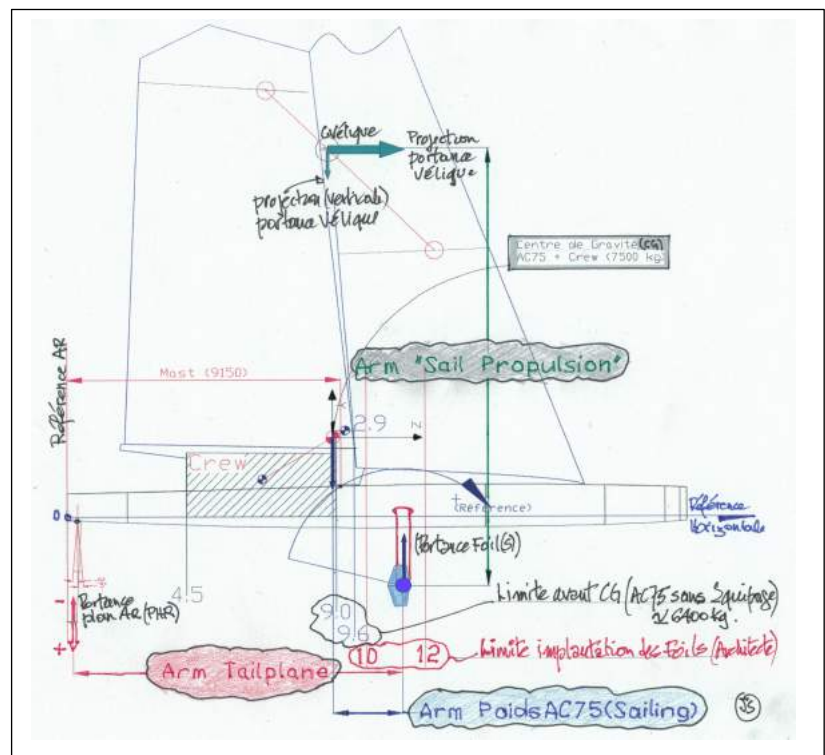 Cvélique
Projection
portance
Vélique
projection (verticale)
portance vélique
Centre de Gravité (CG)
AC75 + Crew (7500 kg)
Référence AR
Arm "Sail Propulsion"
Mast (9150)
2.9
Z
Crew
(Référence)
Référence
Horizontale
0
Portance Foil(s)
4.5
Portance
plan AR (PHR)
-
+
9.0
9.6
Limite avant CG (AC75 sans équipage)
≈ 6400 kg.
10 12
Limite implantation des Foils (Architecte)
Arm Tailplane
Arm Poids AC75 (Sailing)